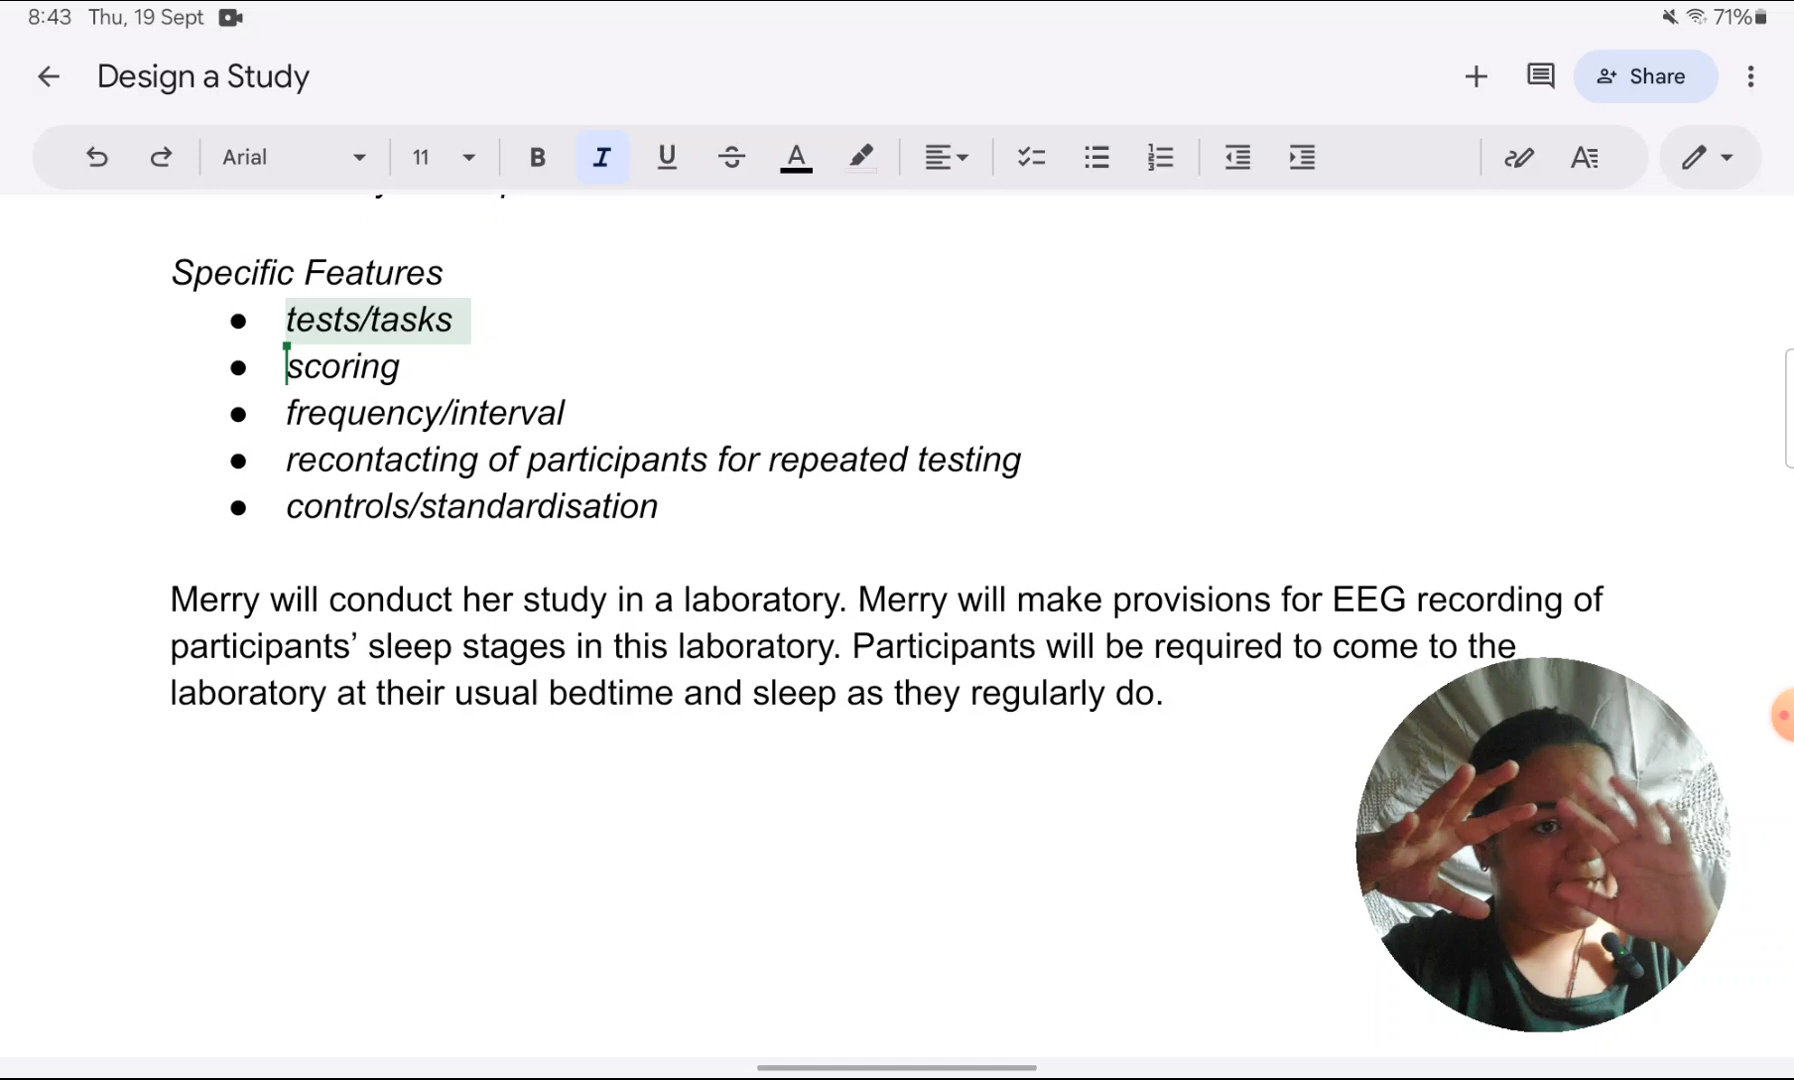 8:43 Thu, 19 Sept 71%
Design a Study
Share
Arial 11 B I U A
Specific Features
● tests/tasks
● scoring
● frequency/interval
● recontacting of participants for repeated testing
● controls/standardisation
Merry will conduct her study in a laboratory. Merry will make provisions for EEG recording of
participants’ sleep stages in this laboratory. Participants will be required to come to the
laboratory at their usual bedtime and sleep as they regularly do.